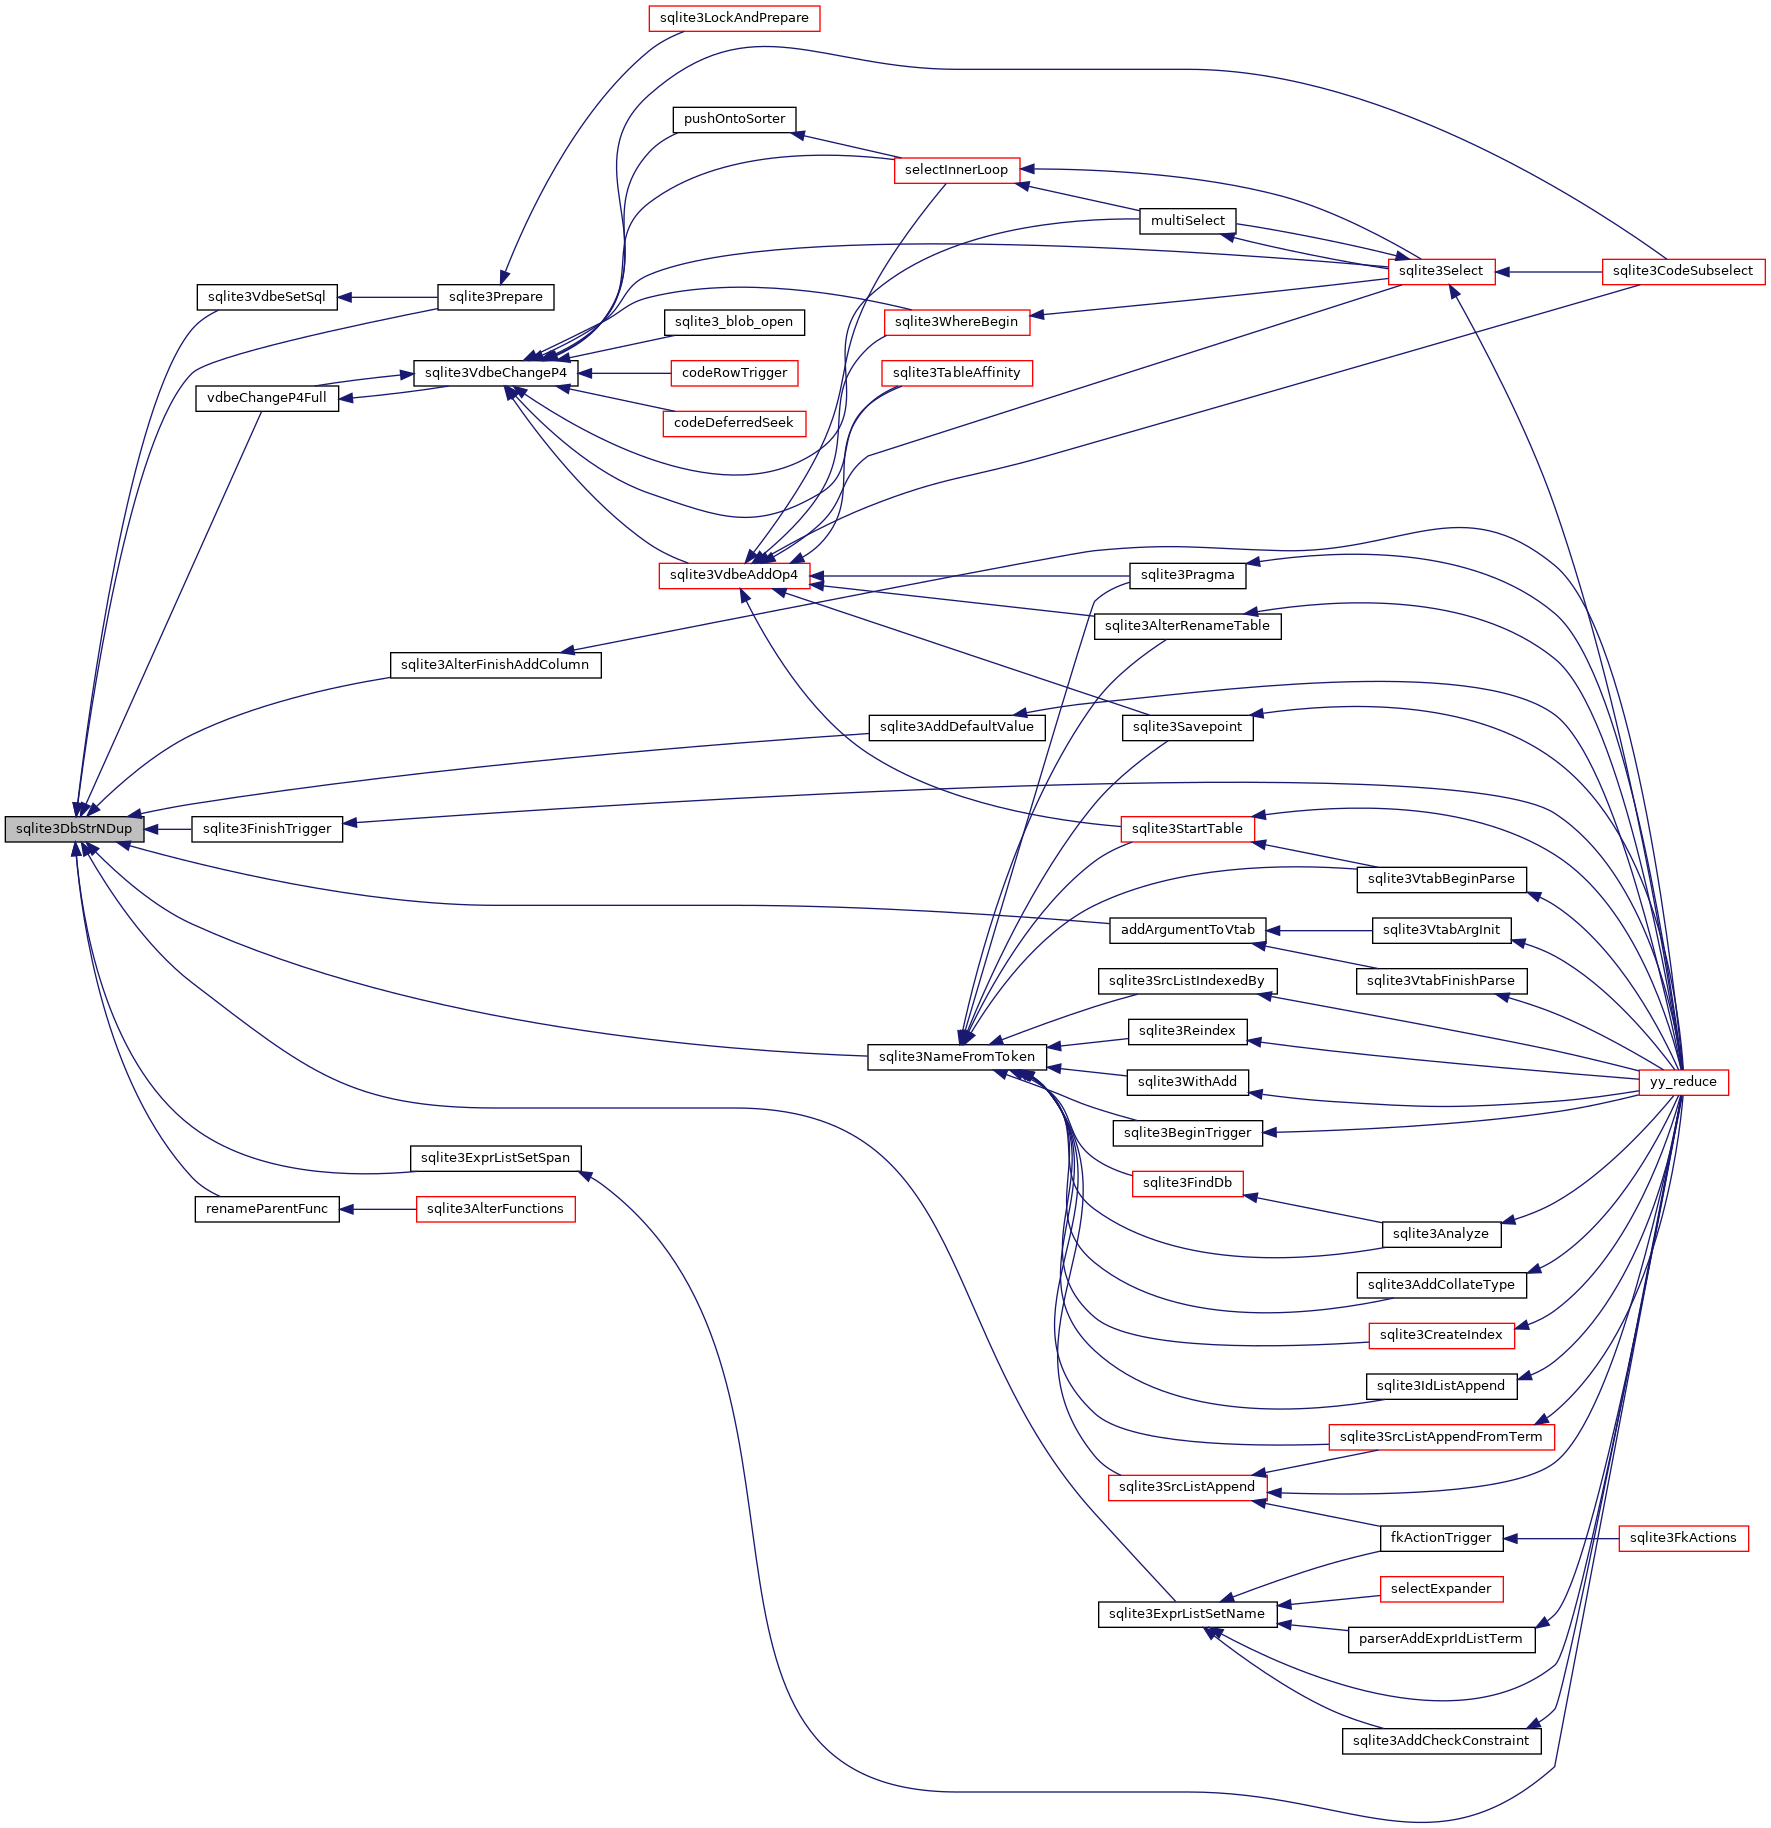 sqlite3LockAndPrepare
pushOntoSorter
selectInnerLoop
multiSelect
sqlite3Select
sqlite3CodeSubselect
sqlite3VdbeSetSql
sqlite3Prepare
sqlite3_blob_open
sqlite3WhereBegin
sqlite3VdbeChangeP4
codeRowTrigger
sqlite3TableAffinity
vdbeChangeP4Full
codeDeferredSeek
sqlite3VdbeAddOp4
sqlite3Pragma
sqlite3AlterRenameTable
sqlite3AlterFinishAddColumn
sqlite3AddDefaultValue
sqlite3Savepoint
sqlite3DbStrNDup
sqlite3FinishTrigger
sqlite3StartTable
sqlite3VtabBeginParse
addArgumentToVtab
sqlite3VtabArgInit
sqlite3SrcListIndexedBy
sqlite3VtabFinishParse
sqlite3Reindex
sqlite3NameFromToken
sqlite3WithAdd
yy_reduce
sqlite3BeginTrigger
sqlite3ExprListSetSpan
sqlite3FindDb
renameParentFunc
sqlite3AlterFunctions
sqlite3Analyze
sqlite3AddCollateType
sqlite3CreateIndex
sqlite3IdListAppend
sqlite3SrcListAppendFromTerm
sqlite3SrcListAppend
fkActionTrigger
sqlite3FkActions
selectExpander
sqlite3ExprListSetName
parserAddExprIdListTerm
sqlite3AddCheckConstraint